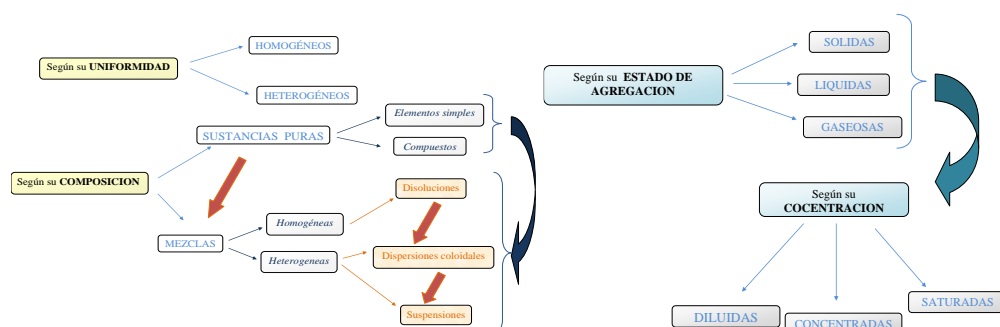 HOMOGÉNEOS
Según su UNIFORMIDAD
HETEROGÉNEOS
SUSTANCIAS PURAS
Elementos simples
Compuestos
Según su COMPOSICION
MEZCLAS
Homogéneas
Heterogeneas
Disoluciones
Dispersiones coloidales
Suspensiones
Según su ESTADO DE
AGREGACION
SOLIDAS
LIQUIDAS
GASEOSAS
Según su
COCENTRACION
DILUIDAS
CONCENTRADAS
SATURADAS